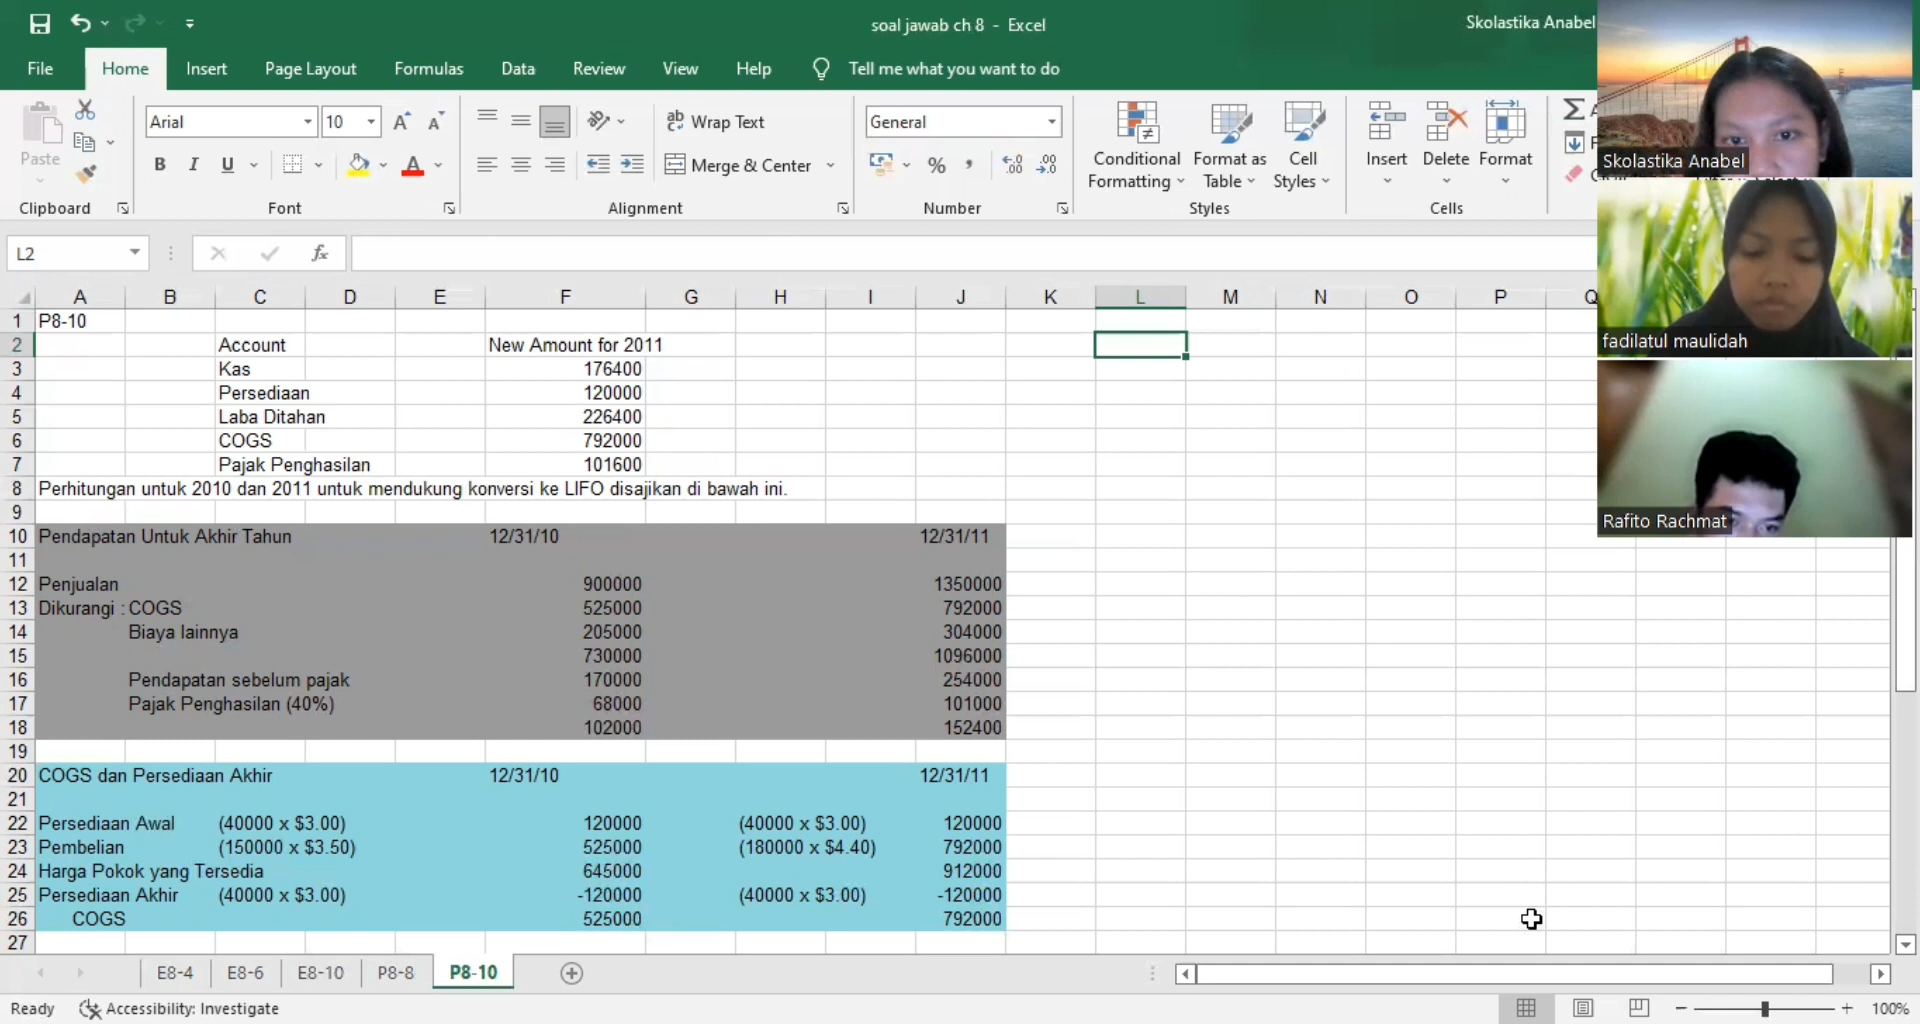 soal jawab ch 8 - Excel
Skolastika Anabel
File Home Insert Page Layout Formulas Data Review View Help Tell me what you want to do
Paste
Clipboard
Arial 10
B I U
Font
Wrap Text
Merge & Center
Alignment
General
Number
Conditional Formatting
Format as Table
Cell Styles
Styles
Insert Delete Format
Cells
L2
fx
A B C D E F G H I J K L M N O P
1 P8-10
2 Account New Amount for 2011
3 Kas 176400
4 Persediaan 120000
5 Laba Ditahan 226400
6 COGS 792000
7 Pajak Penghasilan 101600
8 Perhitungan untuk 2010 dan 2011 untuk mendukung konversi ke LIFO disajikan di bawah ini.
9
10 Pendapatan Untuk Akhir Tahun 12/31/10 12/31/11
11
12 Penjualan 900000 1350000
13 Dikurangi : COGS 525000 792000
14 Biaya lainnya 205000 304000
15 730000 1096000
16 Pendapatan sebelum pajak 170000 254000
17 Pajak Penghasilan (40%) 68000 101000
18 102000 152400
19
20 COGS dan Persediaan Akhir 12/31/10 12/31/11
21
22 Persediaan Awal (40000 x $3.00) 120000 (40000 x $3.00) 120000
23 Pembelian (150000 x $3.50) 525000 (180000 x $4.40) 792000
24 Harga Pokok yang Tersedia 645000 912000
25 Persediaan Akhir (40000 x $3.00) -120000 (40000 x $3.00) -120000
26 COGS 525000 792000
27
Skolastika Anabel
fadilatul maulidah
Rafito Rachmat
E8-4 E8-6 E8-10 P8-8 P8-10
Ready Accessibility: Investigate
100%